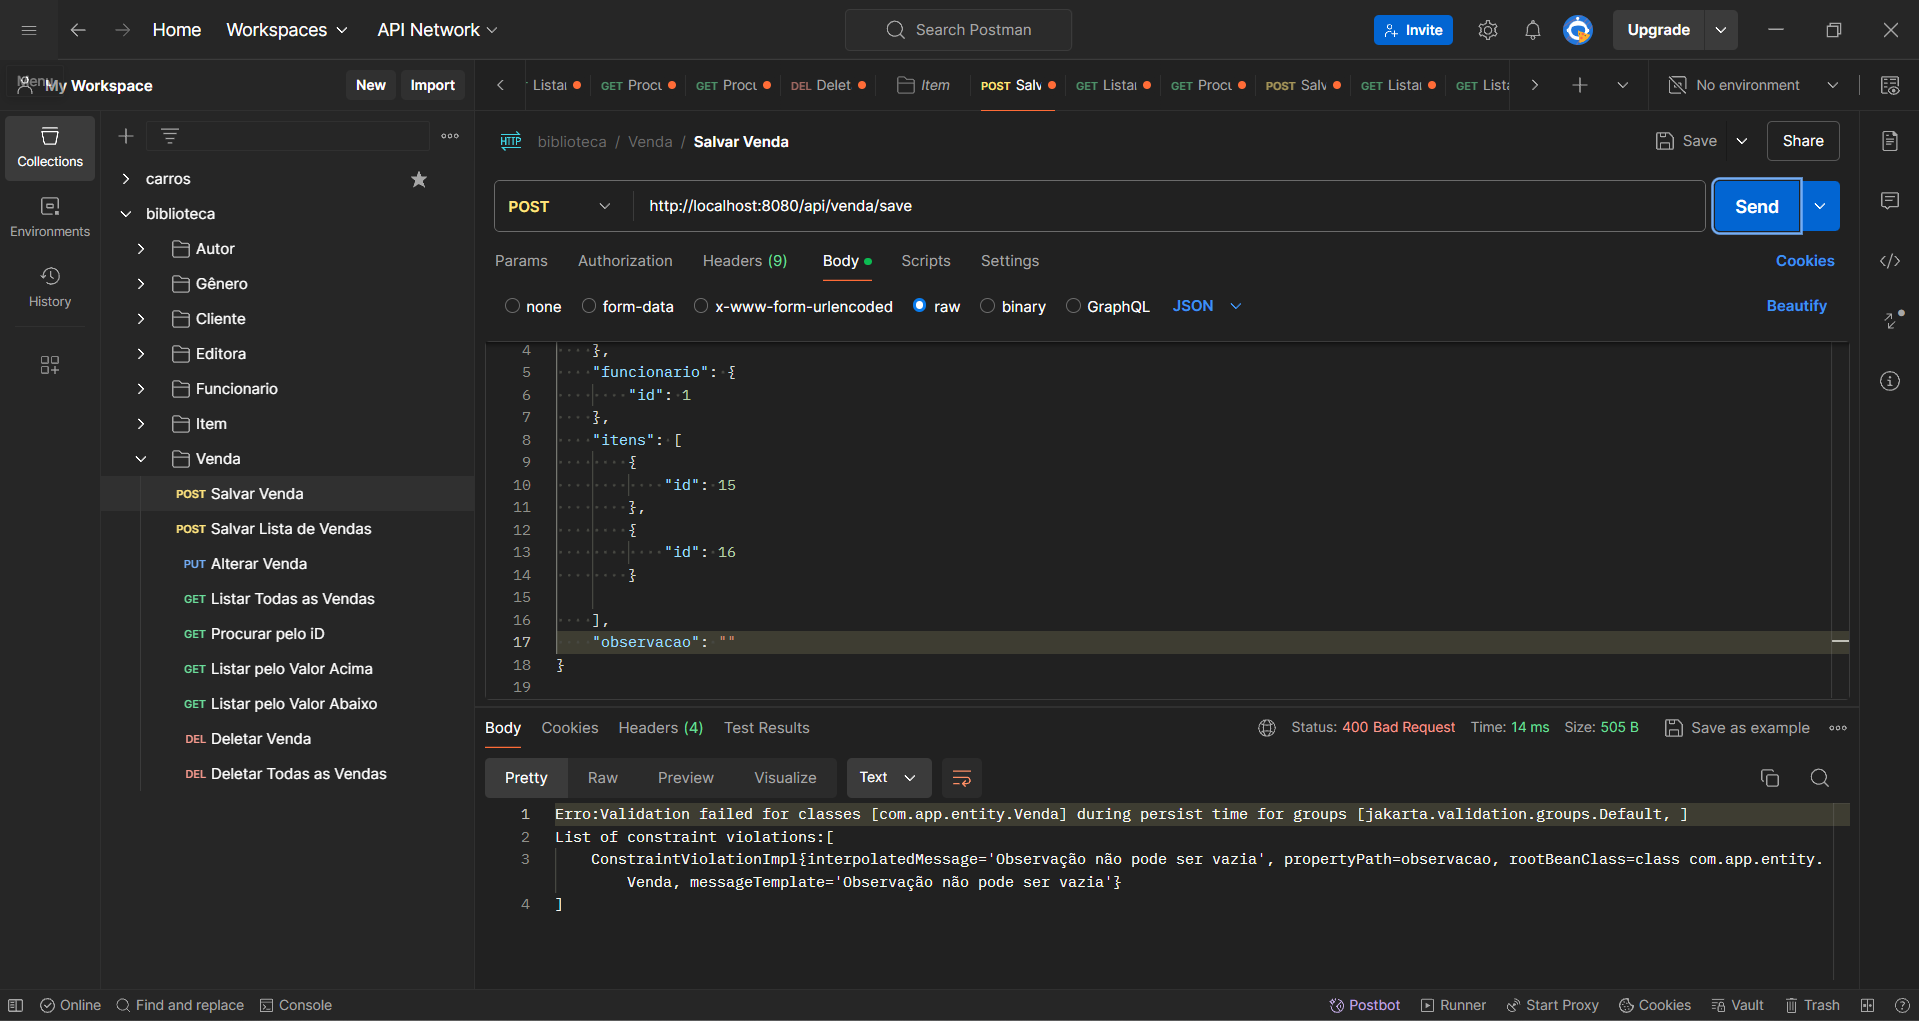 Home Workspaces API Network Search Postman Invite Upgrade
Menu My Workspace New Import
Listar GET Procu GET Procu DEL Delet Item POST Salv GET Listar GET Procu POST Salv GET Listar GET Lista No environment
Collections
Environments
History
carros
biblioteca
Autor
Gênero
Cliente
Editora
Funcionario
Item
Venda
POST Salvar Venda
POST Salvar Lista de Vendas
PUT Alterar Venda
GET Listar Todas as Vendas
GET Procurar pelo iD
GET Listar pelo Valor Acima
GET Listar pelo Valor Abaixo
DEL Deletar Venda
DEL Deletar Todas as Vendas
HTTP biblioteca / Venda / Salvar Venda Save Share
POST http://localhost:8080/api/venda/save Send
Params Authorization Headers (9) Body Scripts Settings Cookies
none form-data x-www-form-urlencoded raw binary GraphQL JSON Beautify
4 },
5 "funcionario": {
6 "id": 1
7 },
8 "itens": [
9 {
10 "id": 15
11 },
12 {
13 "id": 16
14 }
15
16 ],
17 "observacao": ""
18 }
19
Body Cookies Headers (4) Test Results Status: 400 Bad Request Time: 14 ms Size: 505 B Save as example
Pretty Raw Preview Visualize Text
1 Erro:Validation failed for classes [com.app.entity.Venda] during persist time for groups [jakarta.validation.groups.Default, ]
2 List of constraint violations:[
3 ConstraintViolationImpl{interpolatedMessage='Observação não pode ser vazia', propertyPath=observacao, rootBeanClass=class com.app.entity.
Venda, messageTemplate='Observação não pode ser vazia'}
4 ]
Online Find and replace Console Postbot Runner Start Proxy Cookies Vault Trash